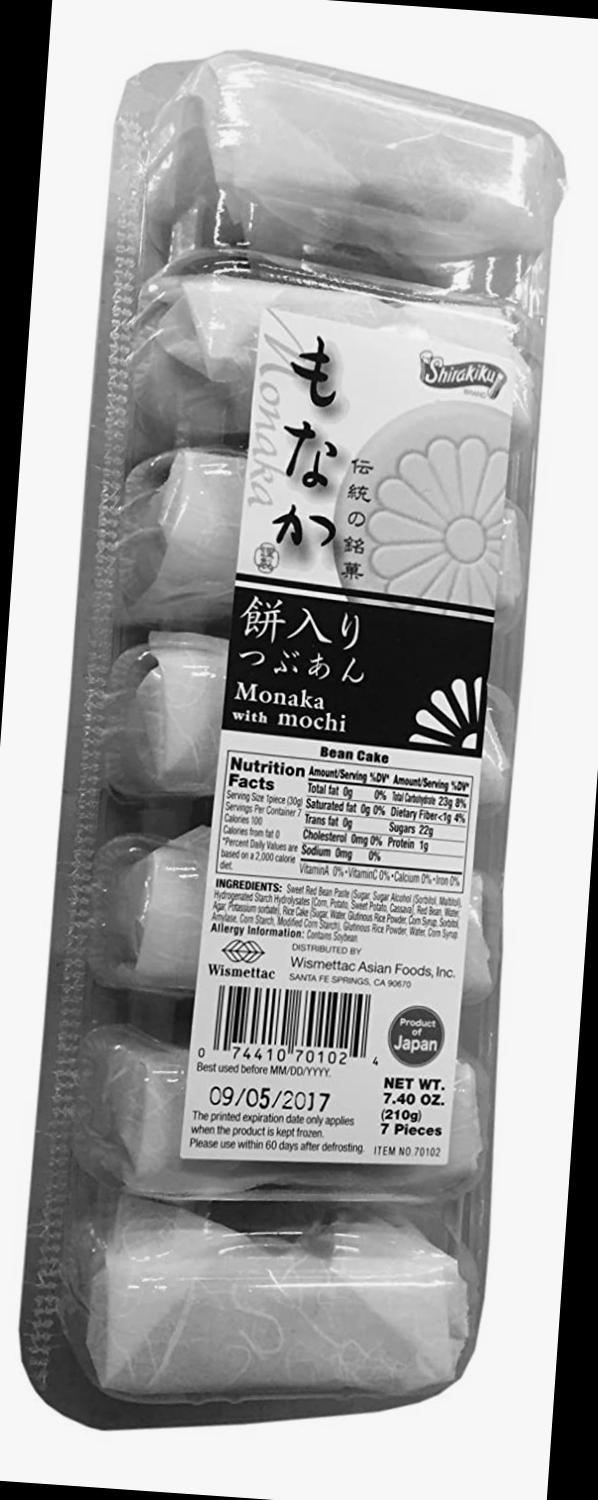 Monaka
もなか
Shirakiku
BRAND
伝統の銘菓
謹製
餅入り
つぶあん
Monaka
with mochi
Bean Cake
Nutrition Facts
Serving Size 1piece (30g)
Servings Per Container 7
Calories 100
Calories from fat 0
*Percent Daily Values are
based on a 2,000 calorie
diet.
Amount/Serving %DV* Amount/Serving %DV*
Total fat 0g 0% Total Carbohydrate 23g 8%
Saturated fat 0g 0% Dietary Fiber<1g 4%
Trans fat 0g Sugars 22g
Cholesterol 0mg 0% Protein 1g
Sodium 0mg 0%
VitaminA 0%・VitaminC 0%・Calcium 0%・Iron 0%
INGREDIENTS: Sweet Red Bean Paste (Sugar, Sugar Alcohol (Sorbitol, Maltitol),
Hydrogenated Starch Hydrolysates (Corn, Potato, Sweet Potato, Cassava), Red Bean, Water,
Agar, Potassium sorbate), Rice Cake (Sugar, Water, Glutinous Rice Powder, Corn Syrup, Sorbitol,
Amylase, Corn Starch, Modified Corn Starch), Glutinous Rice Powder, Water, Corn Syrup.
Allergy Information: Contains Soybean.
Wismettac
DISTRIBUTED BY
Wismettac Asian Foods, Inc.
SANTA FE SPRINGS, CA 90670
0 74410 70102 4
Product
of
Japan
Best used before MM/DD/YYYY.
09/05/2017
The printed expiration date only applies
when the product is kept frozen.
Please use within 60 days after defrosting.
NET WT.
7.40 OZ.
(210g)
7 Pieces
ITEM NO.70102